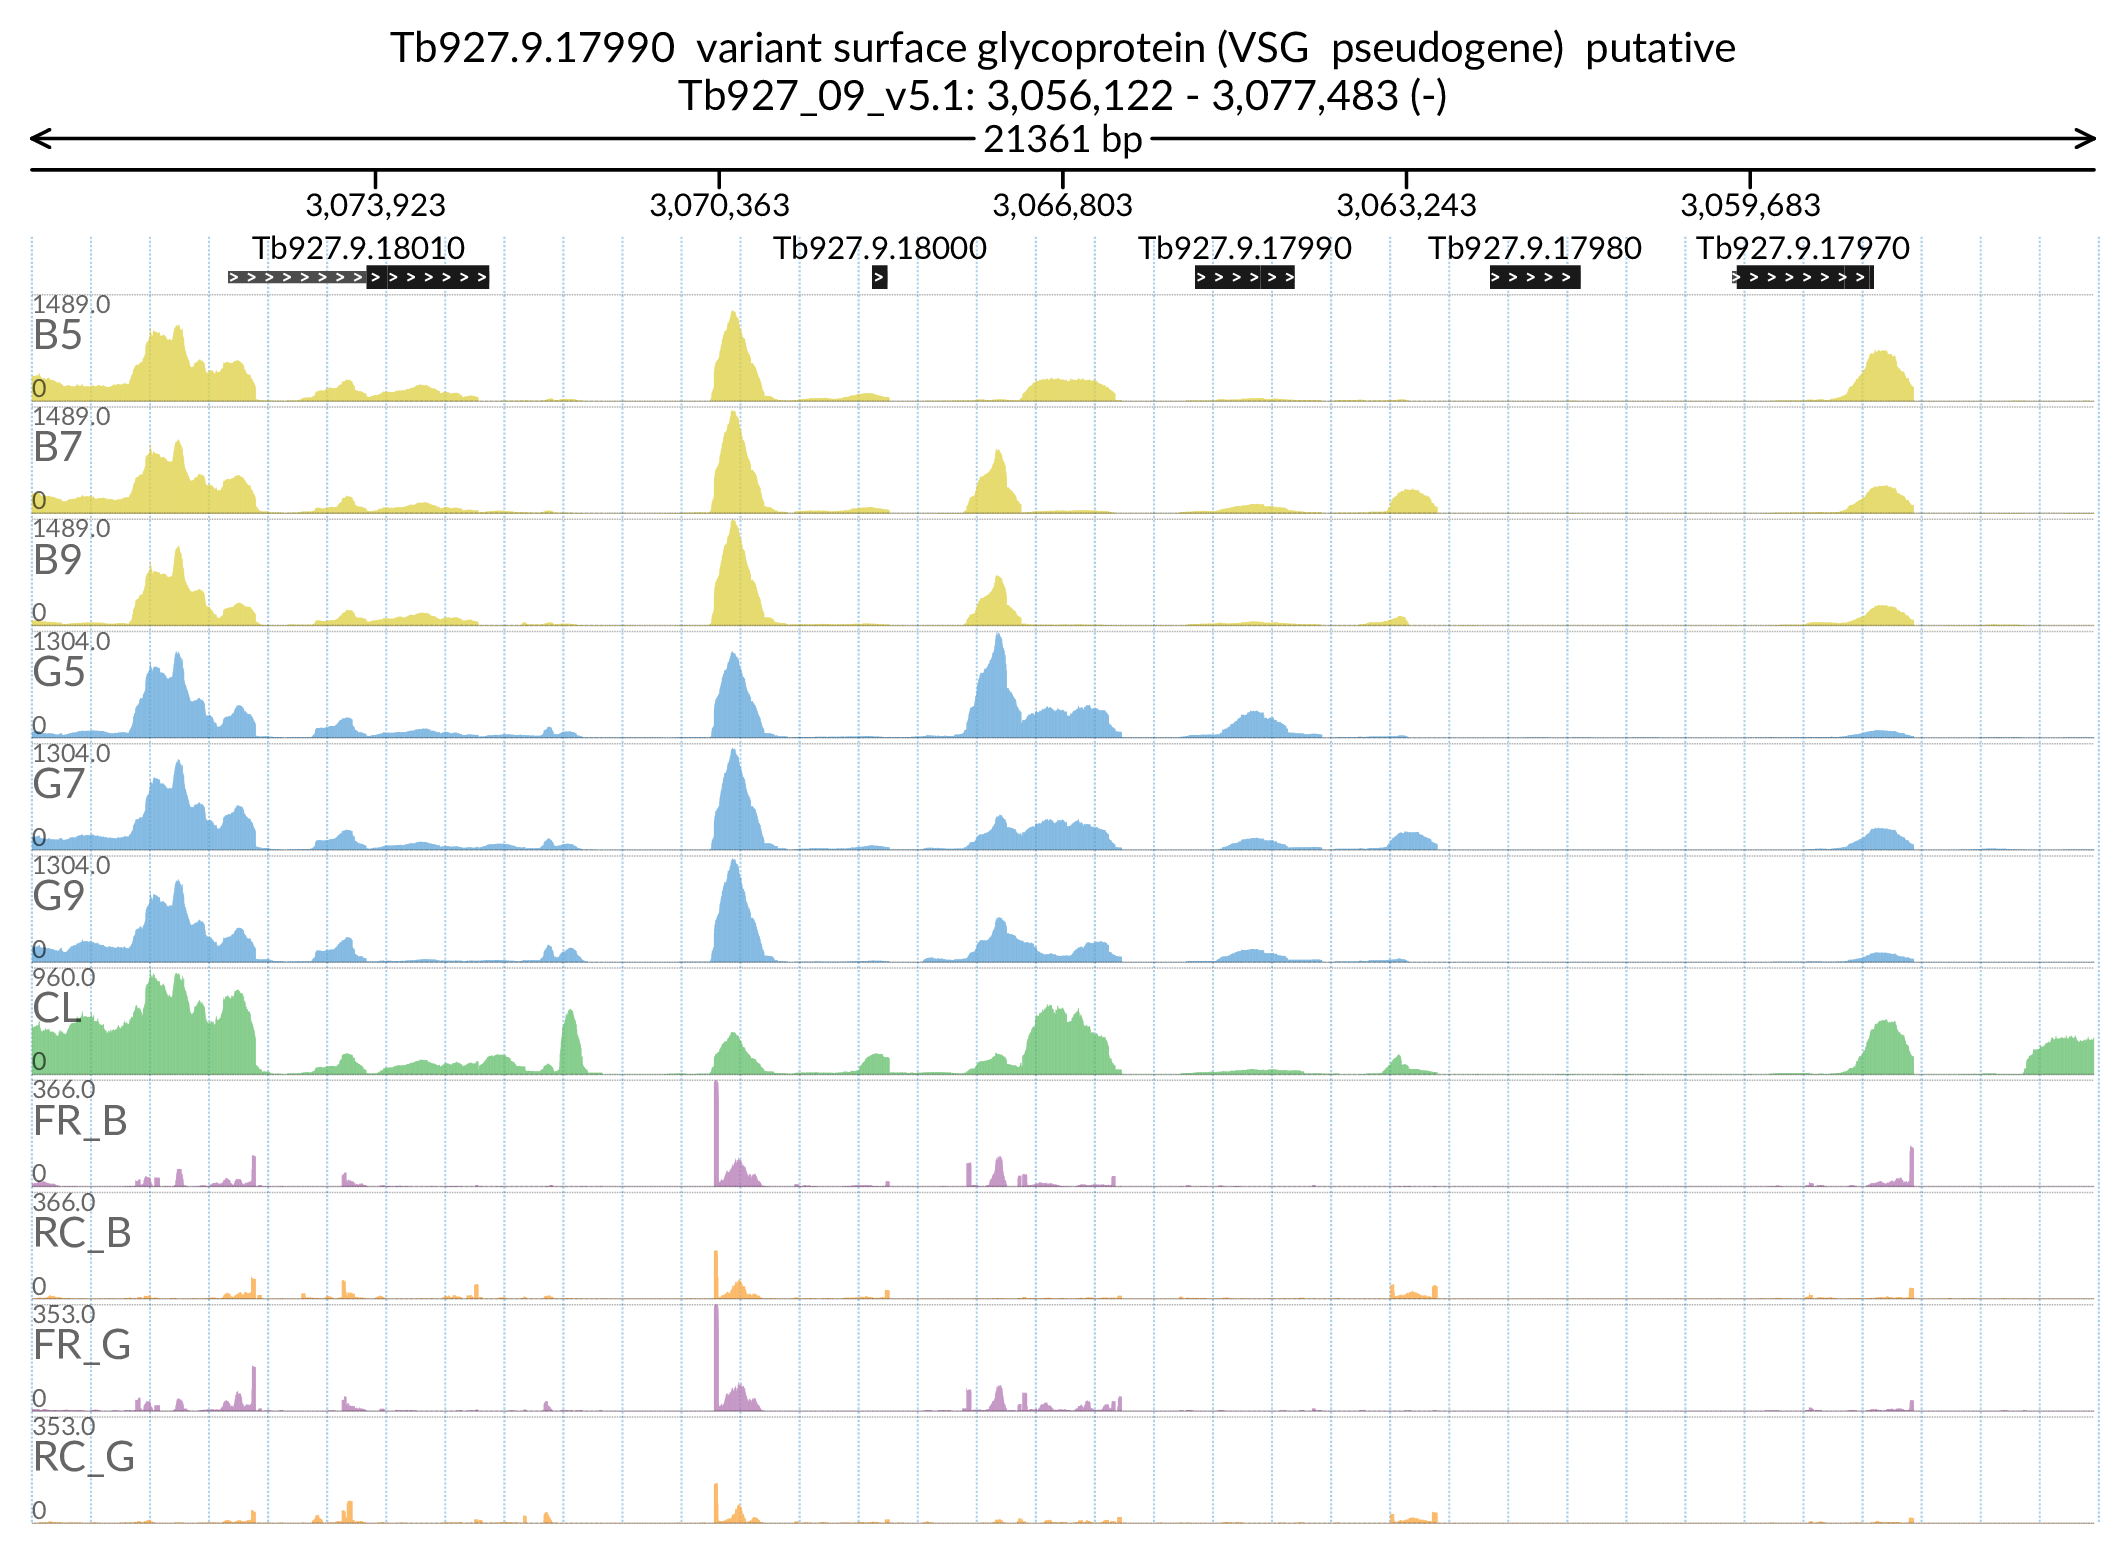 Tb927.9.17990 variant surface glycoprotein (VSG pseudogene) putative
Tb927_09_v5.1: 3,056,122 - 3,077,483 (-)
21361 bp
3,073,923 3,070,363 3,066,803 3,063,243 3,059,683
Tb927.9.18010 Tb927.9.18000 Tb927.9.17990 Tb927.9.17980 Tb927.9.17970
1489.0
B5
0
1489.0
B7
0
1489.0
B9
0
1304.0
G5
0
1304.0
G7
0
1304.0
G9
0
960.0
CL
0
366.0
FR_B
0
366.0
RC_B
0
353.0
FR_G
0
353.0
RC_G
0